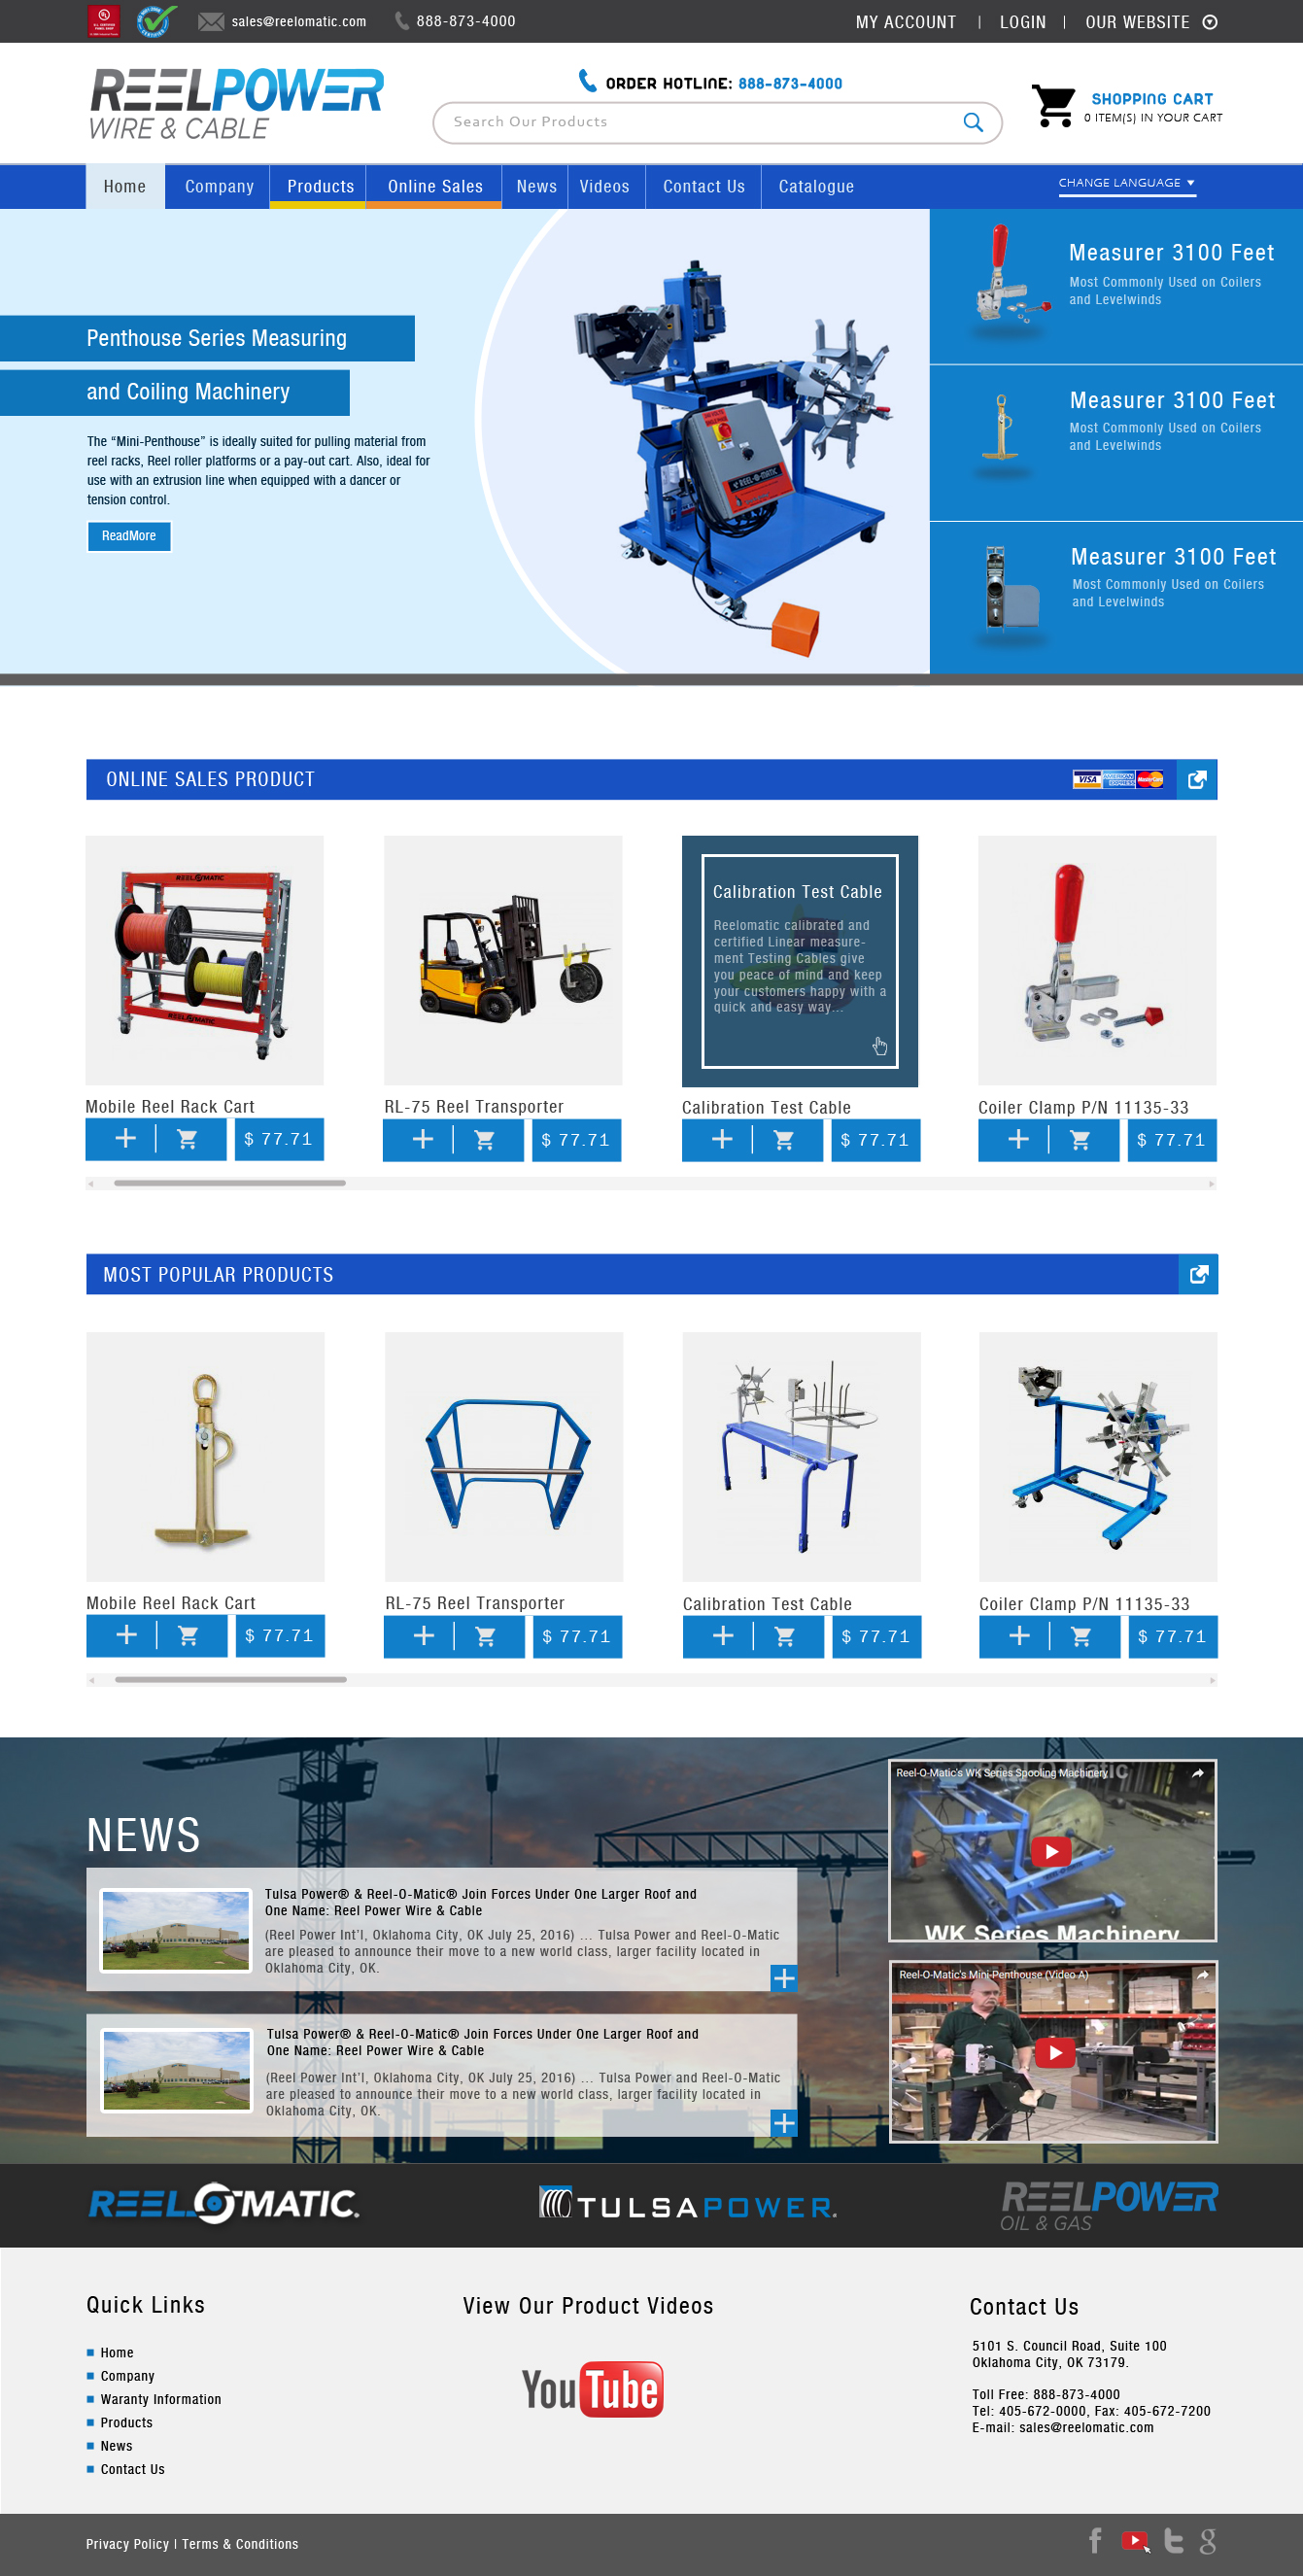 sales@reelomatic.com
888-873-4000
MY ACCOUNT | LOGIN | OUR WEBSITE
REELPOWER
WIRE & CABLE
ORDER HOTLINE: 888-873-4000
Search Our Products
SHOPPING CART
0 ITEM(S) IN YOUR CART
Home Company Products Online Sales News Videos Contact Us Catalogue
CHANGE LANGUAGE
Penthouse Series Measuring
and Coiling Machinery
The “Mini-Penthouse” is ideally suited for pulling material from
reel racks, Reel roller platforms or a pay-out cart. Also, ideal for
use with an extrusion line when equipped with a dancer or
tension control.
ReadMore
REEL-O-MATIC
Measurer 3100 Feet
Most Commonly Used on Coilers
and Levelwinds
Measurer 3100 Feet
Most Commonly Used on Coilers
and Levelwinds
Measurer 3100 Feet
Most Commonly Used on Coilers
and Levelwinds
ONLINE SALES PRODUCT
VISA
AMERICAN EXPRESS
MasterCard
REEL-O-MATIC
REEL-O-MATIC
Calibration Test Cable
Reelomatic calibrated and
certified Linear measure-
ment Testing Cables give
you peace of mind and keep
your customers happy with a
quick and easy way...
Mobile Reel Rack Cart
$ 77.71
RL-75 Reel Transporter
$ 77.71
Calibration Test Cable
$ 77.71
Coiler Clamp P/N 11135-33
$ 77.71
MOST POPULAR PRODUCTS
Mobile Reel Rack Cart
$ 77.71
RL-75 Reel Transporter
$ 77.71
Calibration Test Cable
$ 77.71
Coiler Clamp P/N 11135-33
$ 77.71
NEWS
Tulsa Power® & Reel-O-Matic® Join Forces Under One Larger Roof and
One Name: Reel Power Wire & Cable
(Reel Power Int’l, Oklahoma City, OK July 25, 2016) ... Tulsa Power and Reel-O-Matic
are pleased to announce their move to a new world class, larger facility located in
Oklahoma City, OK.
Tulsa Power® & Reel-O-Matic® Join Forces Under One Larger Roof and
One Name: Reel Power Wire & Cable
(Reel Power Int’l, Oklahoma City, OK July 25, 2016) ... Tulsa Power and Reel-O-Matic
are pleased to announce their move to a new world class, larger facility located in
Oklahoma City, OK.
Reel-O-Matic's WK Series Spooling Machinery
WK Series Machinery
Reel-O-Matic's Mini-Penthouse (Video A)
REEL-O-MATIC.
TULSAPOWER.
REELPOWER
OIL & GAS
Quick Links
Home
Company
Waranty Information
Products
News
Contact Us
View Our Product Videos
YouTube
Contact Us
5101 S. Council Road, Suite 100
Oklahoma City, OK 73179.
Toll Free: 888-873-4000
Tel: 405-672-0000, Fax: 405-672-7200
E-mail: sales@reelomatic.com
Privacy Policy | Terms & Conditions